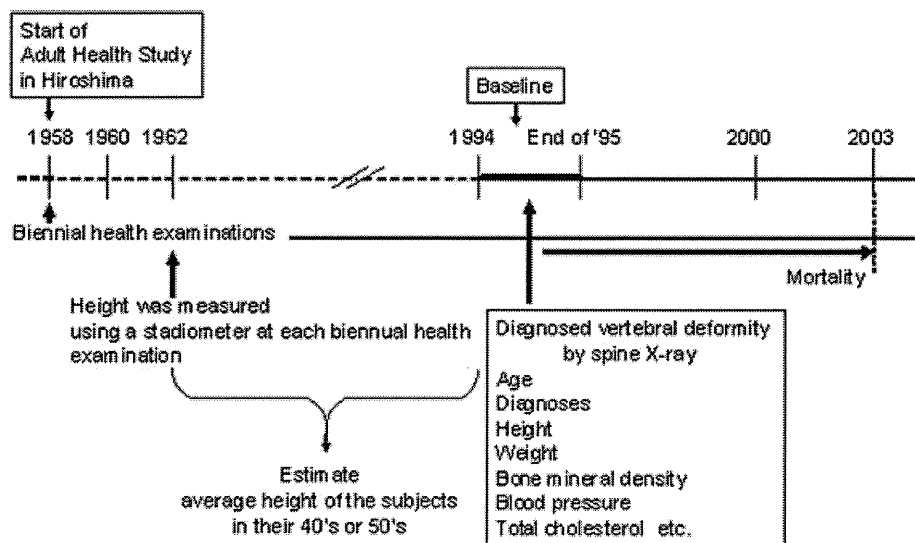 Start of
Adult Health Study
in Hiroshima
Baseline
1958 1960 1962 1994 End of '95 2000 2003
Biennial health examinations
Mortality
Height was measured
using a stadiometer at each biennual health
examination
Estimate
average height of the subjects
in their 40's or 50's
Diagnosed vertebral deformity
by spine X-ray
Age
Diagnoses
Height
Weight
Bone mineral density
Blood pressure
Total cholesterol etc.